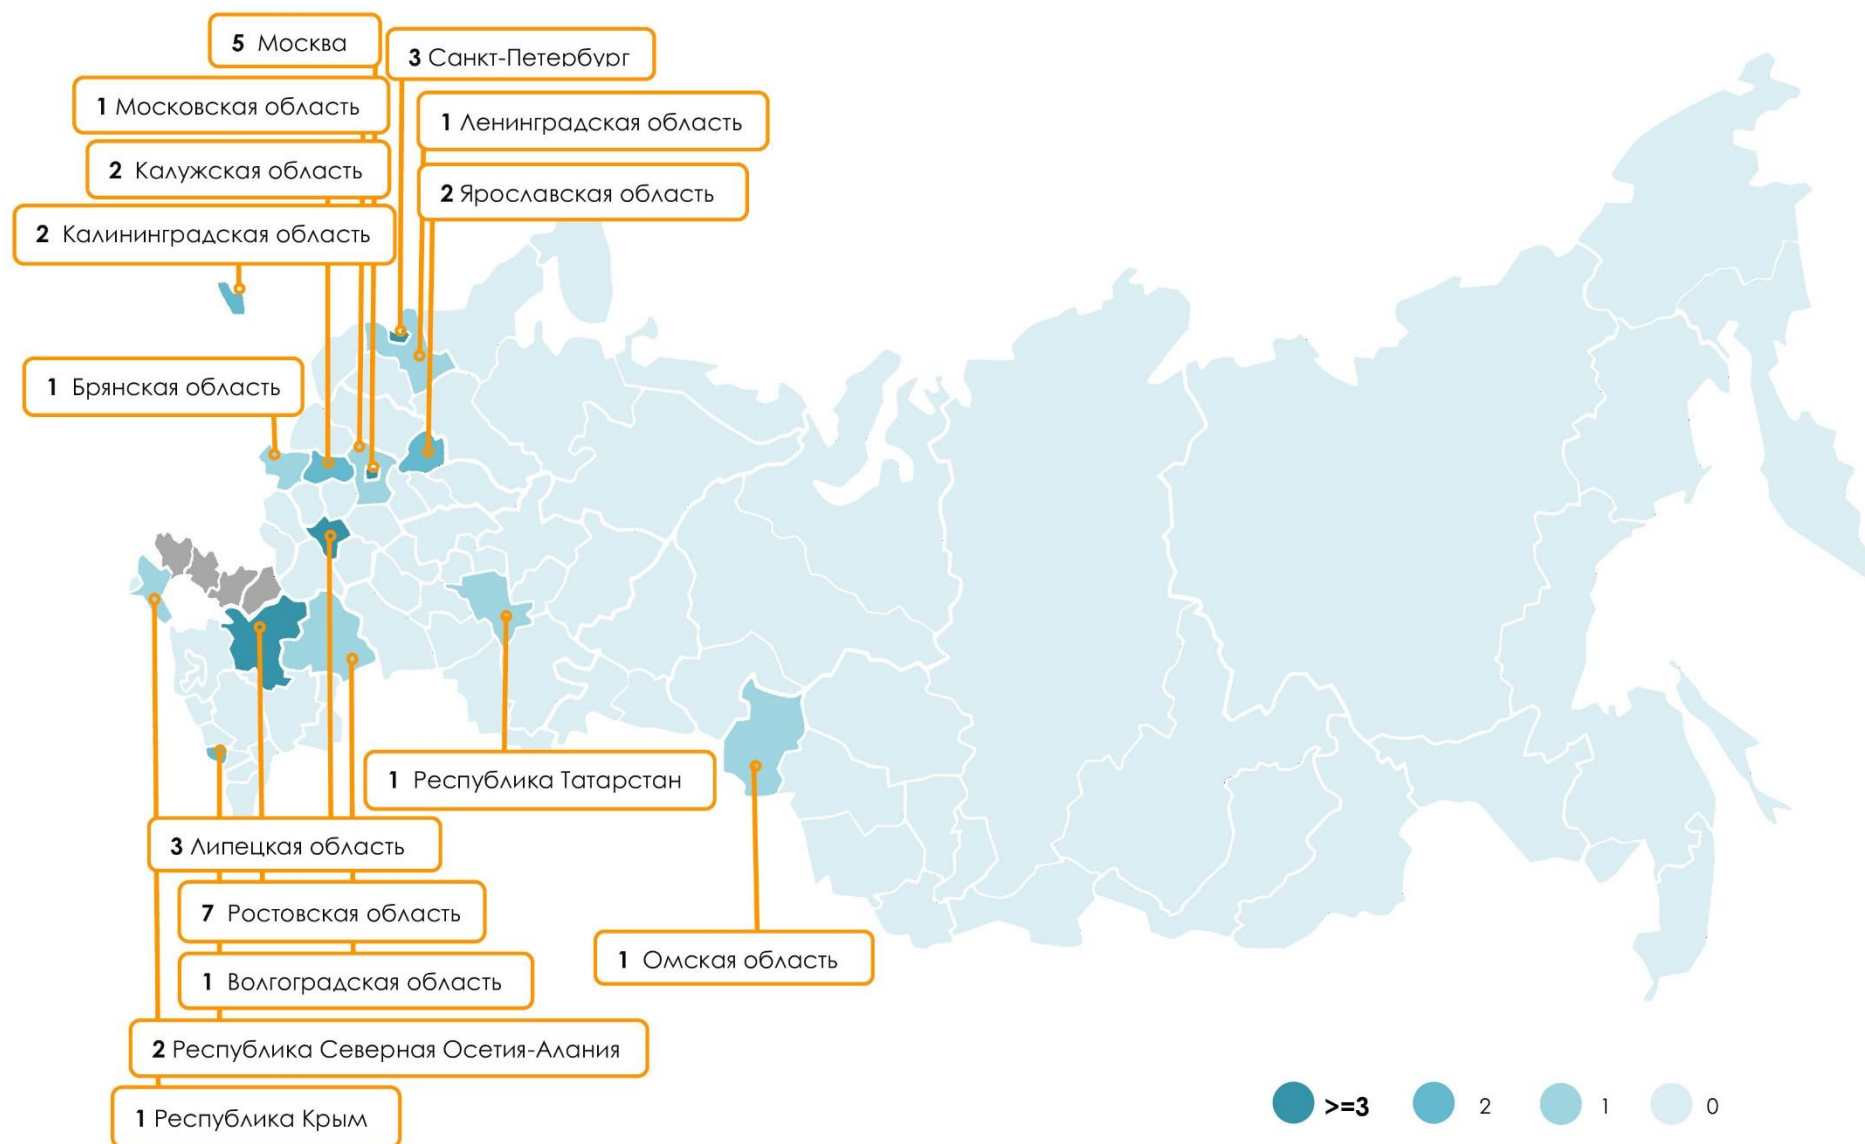 5 Москва
3 Санкт-Петербург
1 Московская область
1 Ленинградская область
2 Калужская область
2 Ярославская область
2 Калининградская область
1 Брянская область
1 Республика Татарстан
3 Липецкая область
7 Ростовская область
1 Омская область
1 Волгоградская область
2 Республика Северная Осетия-Алания
1 Республика Крым
>=3 2 1 0